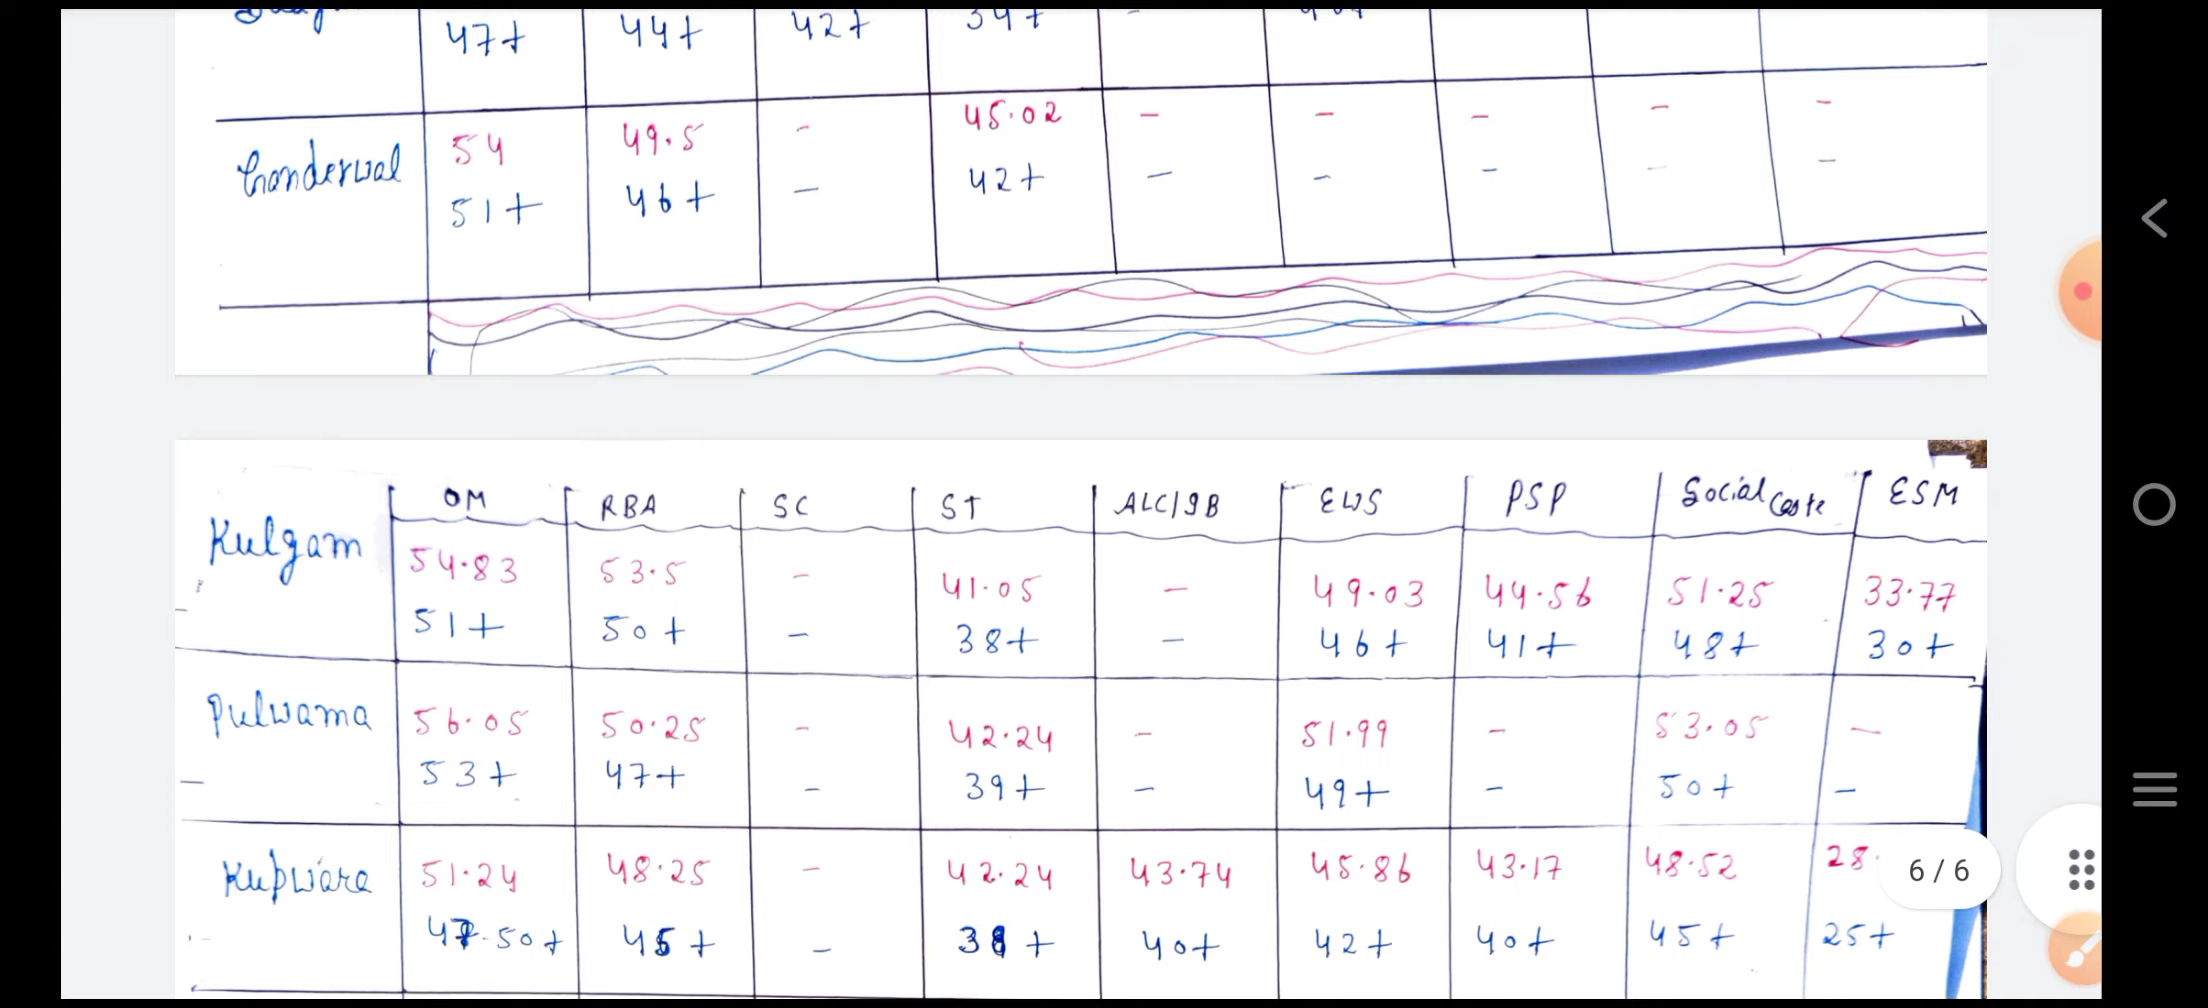 47+ 44+ 42+ 34+ -
54 49.5 - 45.02 - - - - -
Ganderwal
51+ 46+ - 42+ - - - - -
OM RBA SC ST ALC/IB EWS PSP Social Caste ESM
Kulgam 54.83 53.5 - 41.05 - 49.03 44.56 51.25 33.77
51+ 50+ - 38+ - 46+ 41+ 48+ 30+
Pulwama 56.05 50.25 - 42.24 - 51.99 - 53.05 -
53+ 47+ - 39+ - 49+ - 50+ -
Kupwara 51.24 48.25 - 42.24 43.74 45.86 43.17 48.52 28.
47.50+ 45+ - 38+ 40+ 42+ 40+ 45+ 25+
6 / 6